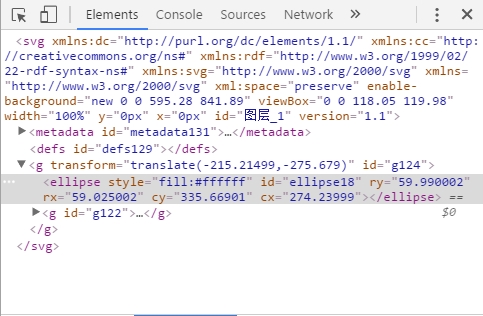 Elements Console Sources
<svg xmlns:dc="http://purl.org/dc/elements/1.1/" xmlns:cc="http:
//creativecommons.org/ns#" xmlns:rdf="http://www.w3.org/1999/02/
22-rdf-syntax-ns#" xmlns:svg="http://www.w3.org/2000/svg" xmlns=
"http://www.w3.org/2000/svg" xml:space="preserve" enable-
background="new 0 0 595.28 841.89" viewBox="0 0 118.05 119.98"
width="100%" y="0px" x="0px" id="图层_1" version="1.1">
<metadata id="metadata131">…</metadata>
<defs id="defs129"></defs>
<g transform="translate(-215.21499,-275.679)" id="g124">
<ellipse style="fill:#ffffff" id="ellipse18" ry="59.990002"
rx="59.025002" cy="335.66901" cx="274.23999"></ellipse> ==
<g id="g122">…</g> $0
</g>
</svg>